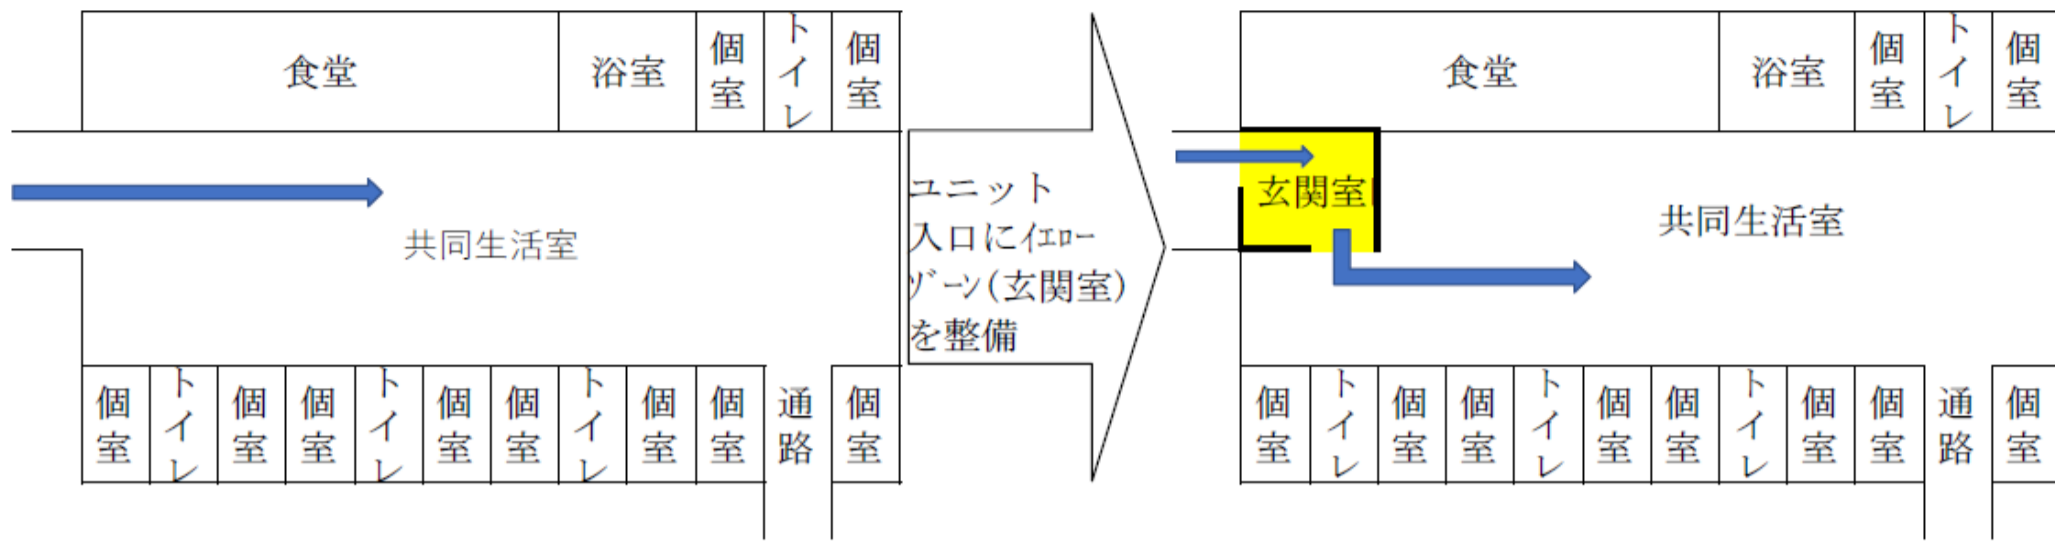 食堂
浴室
個室
トイレ
個室
共同生活室
個室
トイレ
個室
個室
トイレ
個室
個室
トイレ
個室
個室
通路
個室
ユニット
入口にｲｴﾛｰ
ｿﾞｰﾝ(玄関室)
を整備
食堂
浴室
個室
トイレ
個室
玄関室
共同生活室
個室
トイレ
個室
個室
トイレ
個室
個室
トイレ
個室
個室
通路
個室